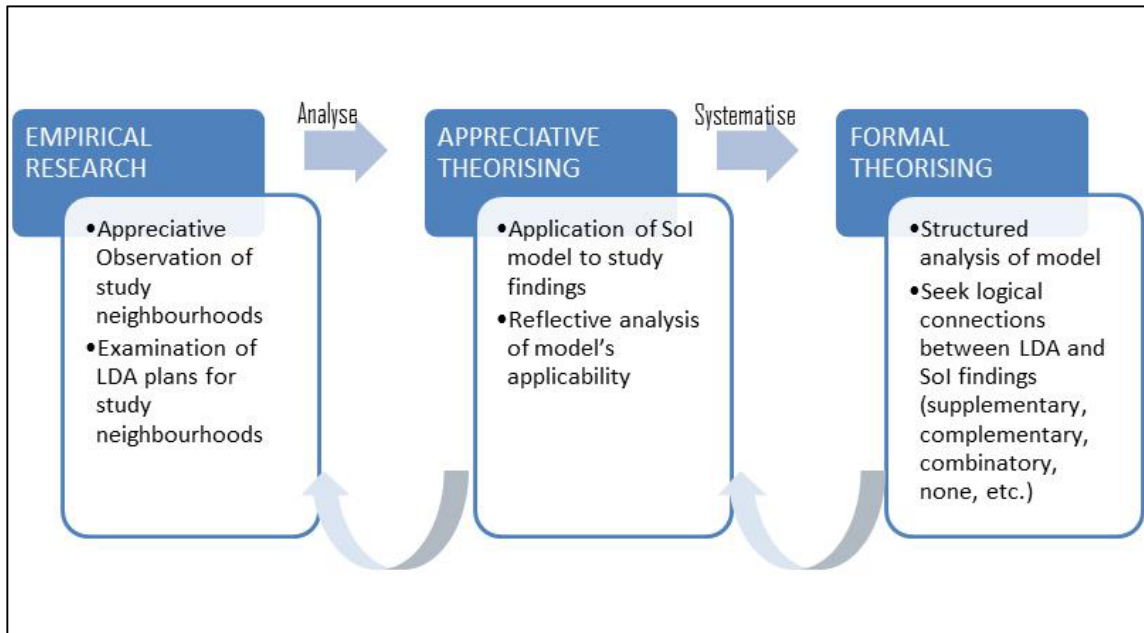 Analyse
Systematise
EMPIRICAL
RESEARCH
•Appreciative
Observation of
study
neighbourhoods
•Examination of
LDA plans for
study
neighbourhoods
APPRECIATIVE
THEORISING
•Application of SoI
model to study
findings
•Reflective analysis
of model's
applicability
FORMAL
THEORISING
•Structured
analysis of model
•Seek logical
connections
between LDA and
SoI findings
(supplementary,
complementary,
combinatory,
none, etc.)